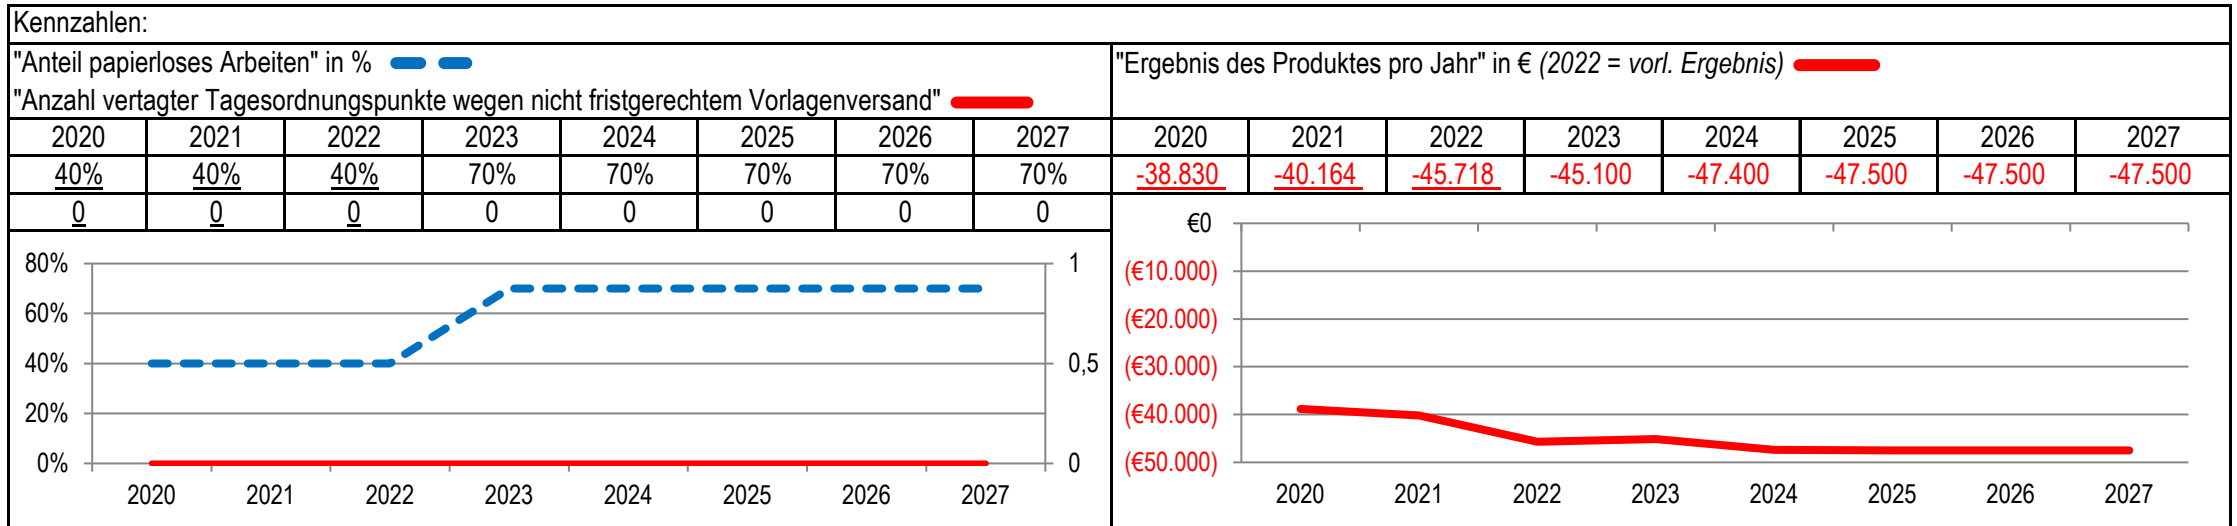 Kennzahlen:
"Anteil papierloses Arbeiten" in %
"Anzahl vertagter Tagesordnungspunkte wegen nicht fristgerechtem Vorlagenversand"
2020 2021 2022 2023 2024 2025 2026 2027
40% 40% 40% 70% 70% 70% 70% 70%
0 0 0 0 0 0 0 0
80% 1
60%
40% 0,5
20%
0% 0
2020 2021 2022 2023 2024 2025 2026 2027
"Ergebnis des Produktes pro Jahr" in € (2022 = vorl. Ergebnis)
2020 2021 2022 2023 2024 2025 2026 2027
-38.830 -40.164 -45.718 -45.100 -47.400 -47.500 -47.500 -47.500
€0
(€10.000)
(€20.000)
(€30.000)
(€40.000)
(€50.000)
2020 2021 2022 2023 2024 2025 2026 2027